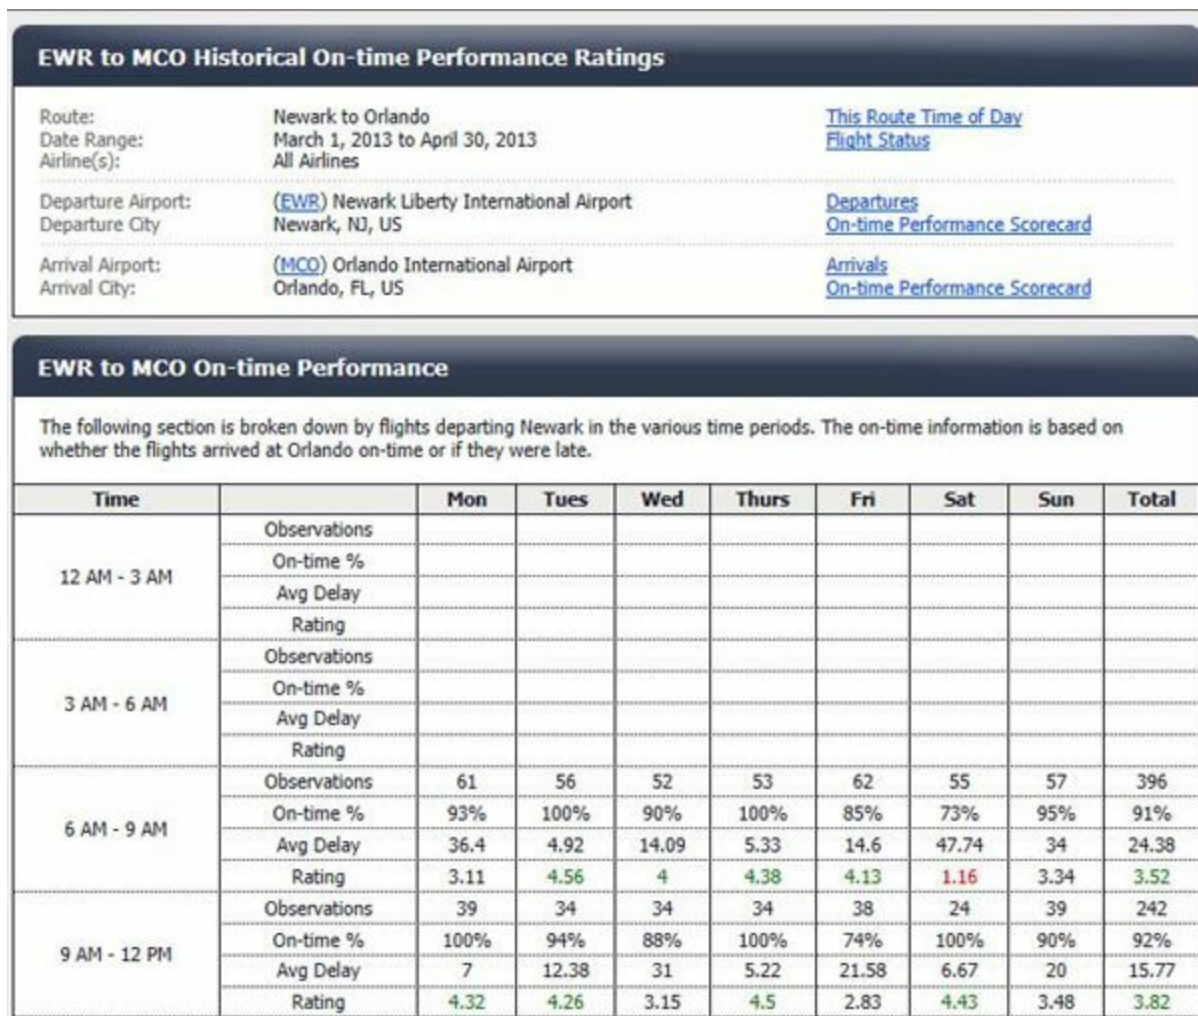 EWR to MCO Historical On-time Performance Ratings
Route: Newark to Orlando This Route Time of Day
Date Range: March 1, 2013 to April 30, 2013 Flight Status
Airline(s): All Airlines
Departure Airport: (EWR) Newark Liberty International Airport Departures
Departure City Newark, NJ, US On-time Performance Scorecard
Arrival Airport: (MCO) Orlando International Airport Arrivals
Arrival City: Orlando, FL, US On-time Performance Scorecard
EWR to MCO On-time Performance
The following section is broken down by flights departing Newark in the various time periods. The on-time information is based on
whether the flights arrived at Orlando on-time or if they were late.
Time Mon Tues Wed Thurs Fri Sat Sun Total
12 AM - 3 AM
Observations
On-time %
Avg Delay
Rating
3 AM - 6 AM
Observations
On-time %
Avg Delay
Rating
6 AM - 9 AM
Observations 61 56 52 53 62 55 57 396
On-time % 93% 100% 90% 100% 85% 73% 95% 91%
Avg Delay 36.4 4.92 14.09 5.33 14.6 47.74 34 24.38
Rating 3.11 4.56 4 4.38 4.13 1.16 3.34 3.52
9 AM - 12 PM
Observations 39 34 34 34 38 24 39 242
On-time % 100% 94% 88% 100% 74% 100% 90% 92%
Avg Delay 7 12.38 31 5.22 21.58 6.67 20 15.77
Rating 4.32 4.26 3.15 4.5 2.83 4.43 3.48 3.82